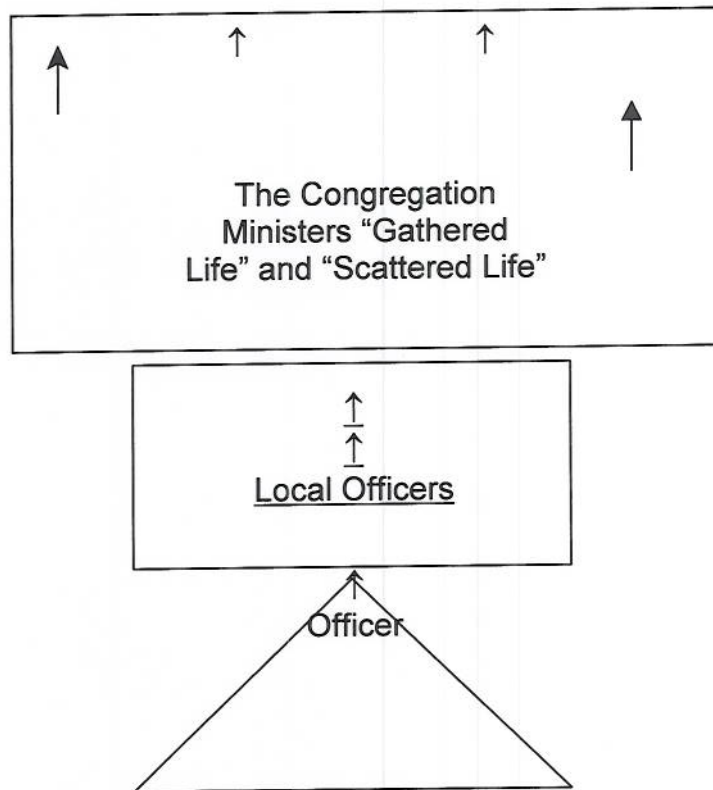 The Congregation
Ministers “Gathered
Life” and “Scattered Life”
Local Officers
Officer